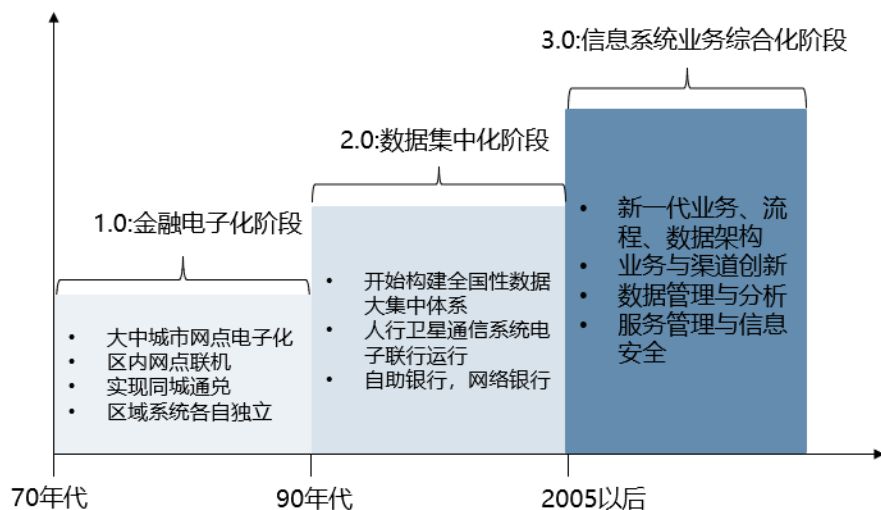 3.0:信息系统业务综合化阶段
2.0:数据集中化阶段
1.0:金融电子化阶段
• 大中城市网点电子化
• 区内网点联机
• 实现同城通兑
• 区域系统各自独立
• 开始构建全国性数据
大集中体系
• 人行卫星通信系统电
子联行运行
• 自助银行，网络银行
• 新一代业务、流
程、数据架构
• 业务与渠道创新
• 数据管理与分析
• 服务管理与信息
安全
70年代
90年代
2005以后